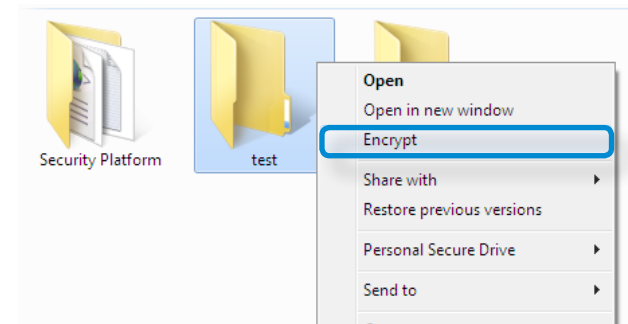 Security Platform
test
Open
Open in new window
Encrypt
Share with
Restore previous versions
Personal Secure Drive
Send to